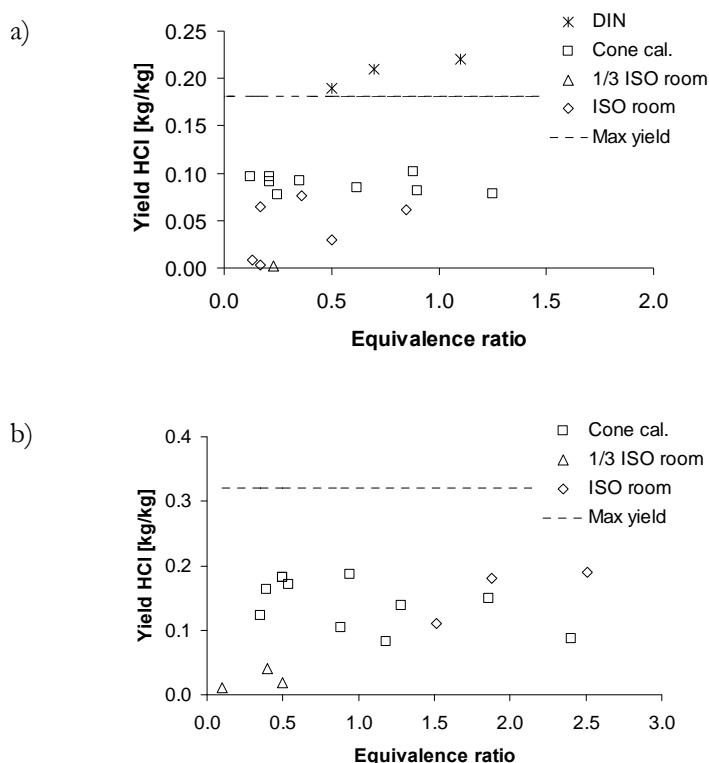 a)
Yield HCl [kg/kg]
0.25
0.20
0.15
0.10
0.05
0.00
0.0 0.5 1.0 1.5 2.0
Equivalence ratio
DIN
Cone cal.
1/3 ISO room
ISO room
Max yield
b)
Yield HCl [kg/kg]
0.4
0.3
0.2
0.1
0.0
0.0 0.5 1.0 1.5 2.0 2.5 3.0
Equivalence ratio
Cone cal.
1/3 ISO room
ISO room
Max yield